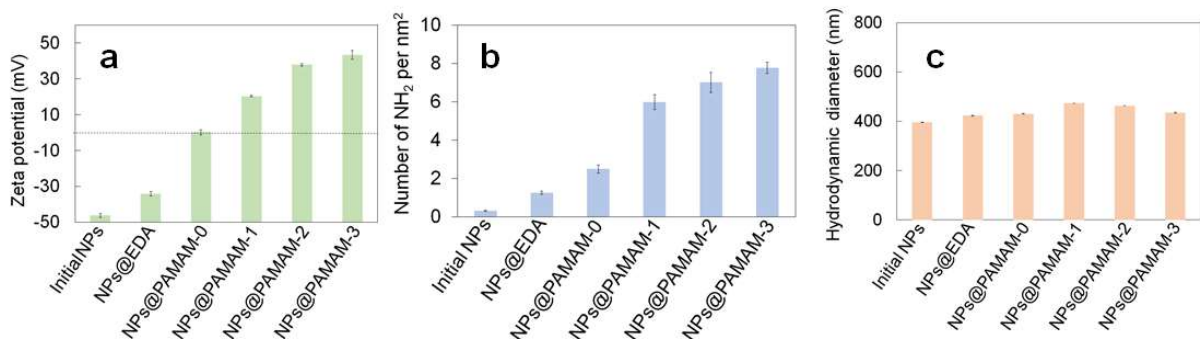 a
Zeta potential (mV)
50
30
10
-10
-30
-50
Initial NPs
NPs@EDA
NPs@PAMAM-0
NPs@PAMAM-1
NPs@PAMAM-2
NPs@PAMAM-3
b
Number of NH₂ per nm²
10
8
6
4
2
0
Initial NPs
NPs@EDA
NPs@PAMAM-0
NPs@PAMAM-1
NPs@PAMAM-2
NPs@PAMAM-3
c
Hydrodynamic diameter (nm)
800
600
400
200
0
Initial NPs
NPs@EDA
NPs@PAMAM-0
NPs@PAMAM-1
NPs@PAMAM-2
NPs@PAMAM-3